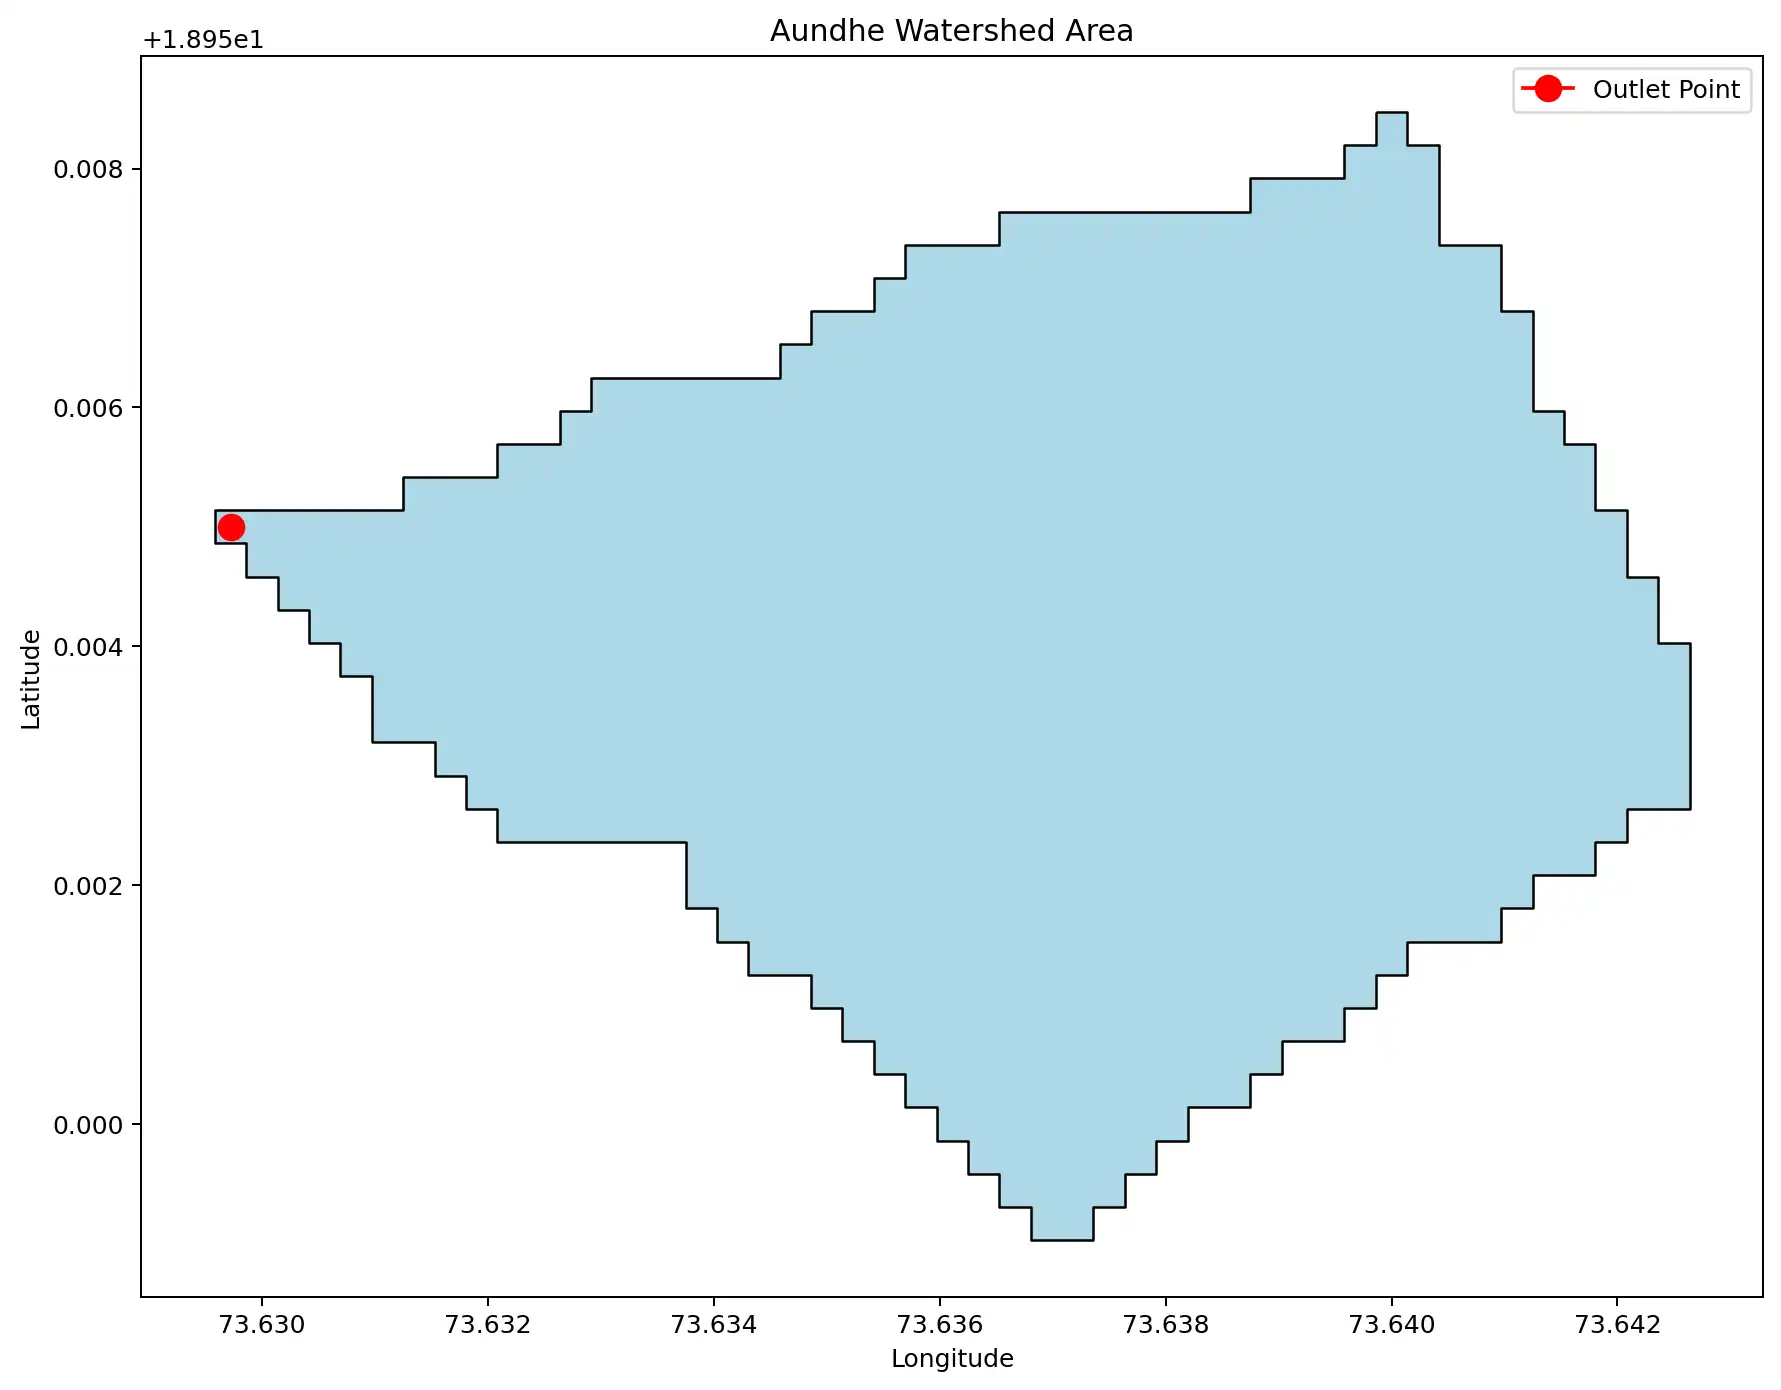 Aundhe Watershed Area
+1.895e1
Outlet Point
0.008
0.006
0.004
0.002
0.000
Latitude
73.630 73.632 73.634 73.636 73.638 73.640 73.642
Longitude